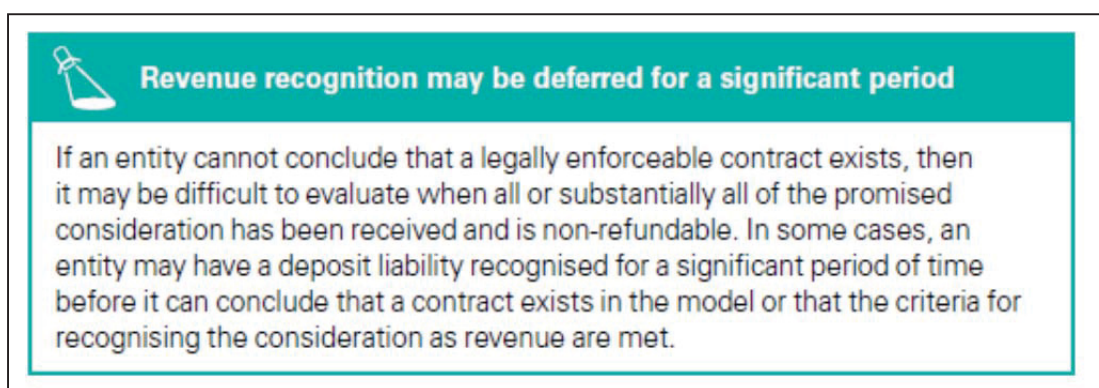 Revenue recognition may be deferred for a significant period
If an entity cannot conclude that a legally enforceable contract exists, then
it may be difficult to evaluate when all or substantially all of the promised
consideration has been received and is non-refundable. In some cases, an
entity may have a deposit liability recognised for a significant period of time
before it can conclude that a contract exists in the model or that the criteria for
recognising the consideration as revenue are met.